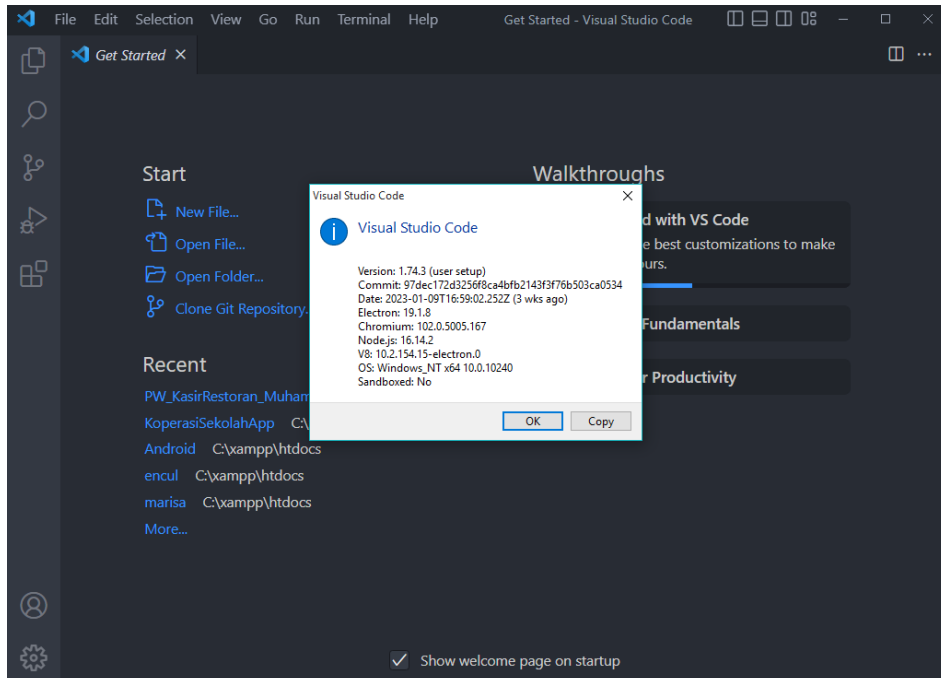 File Edit Selection View Go Run Terminal Help Get Started - Visual Studio Code
Get Started
Start
New File...
Open File...
Open Folder...
Clone Git Repository.
Recent
PW_KasirRestoran_Muham
KoperasiSekolahApp C:\
Android C:\xampp\htdocs
encul C:\xampp\htdocs
marisa C:\xampp\htdocs
More...
Walkthroughs
d with VS Code
e best customizations to make
urs.
Fundamentals
r Productivity
Visual Studio Code
Visual Studio Code
Version: 1.74.3 (user setup)
Commit: 97dec172d3256f8ca4bfb2143f3f76b503ca0534
Date: 2023-01-09T16:59:02.252Z (3 wks ago)
Electron: 19.1.8
Chromium: 102.0.5005.167
Node.js: 16.14.2
V8: 10.2.154.15-electron.0
OS: Windows_NT x64 10.0.10240
Sandboxed: No
OK Copy
Show welcome page on startup